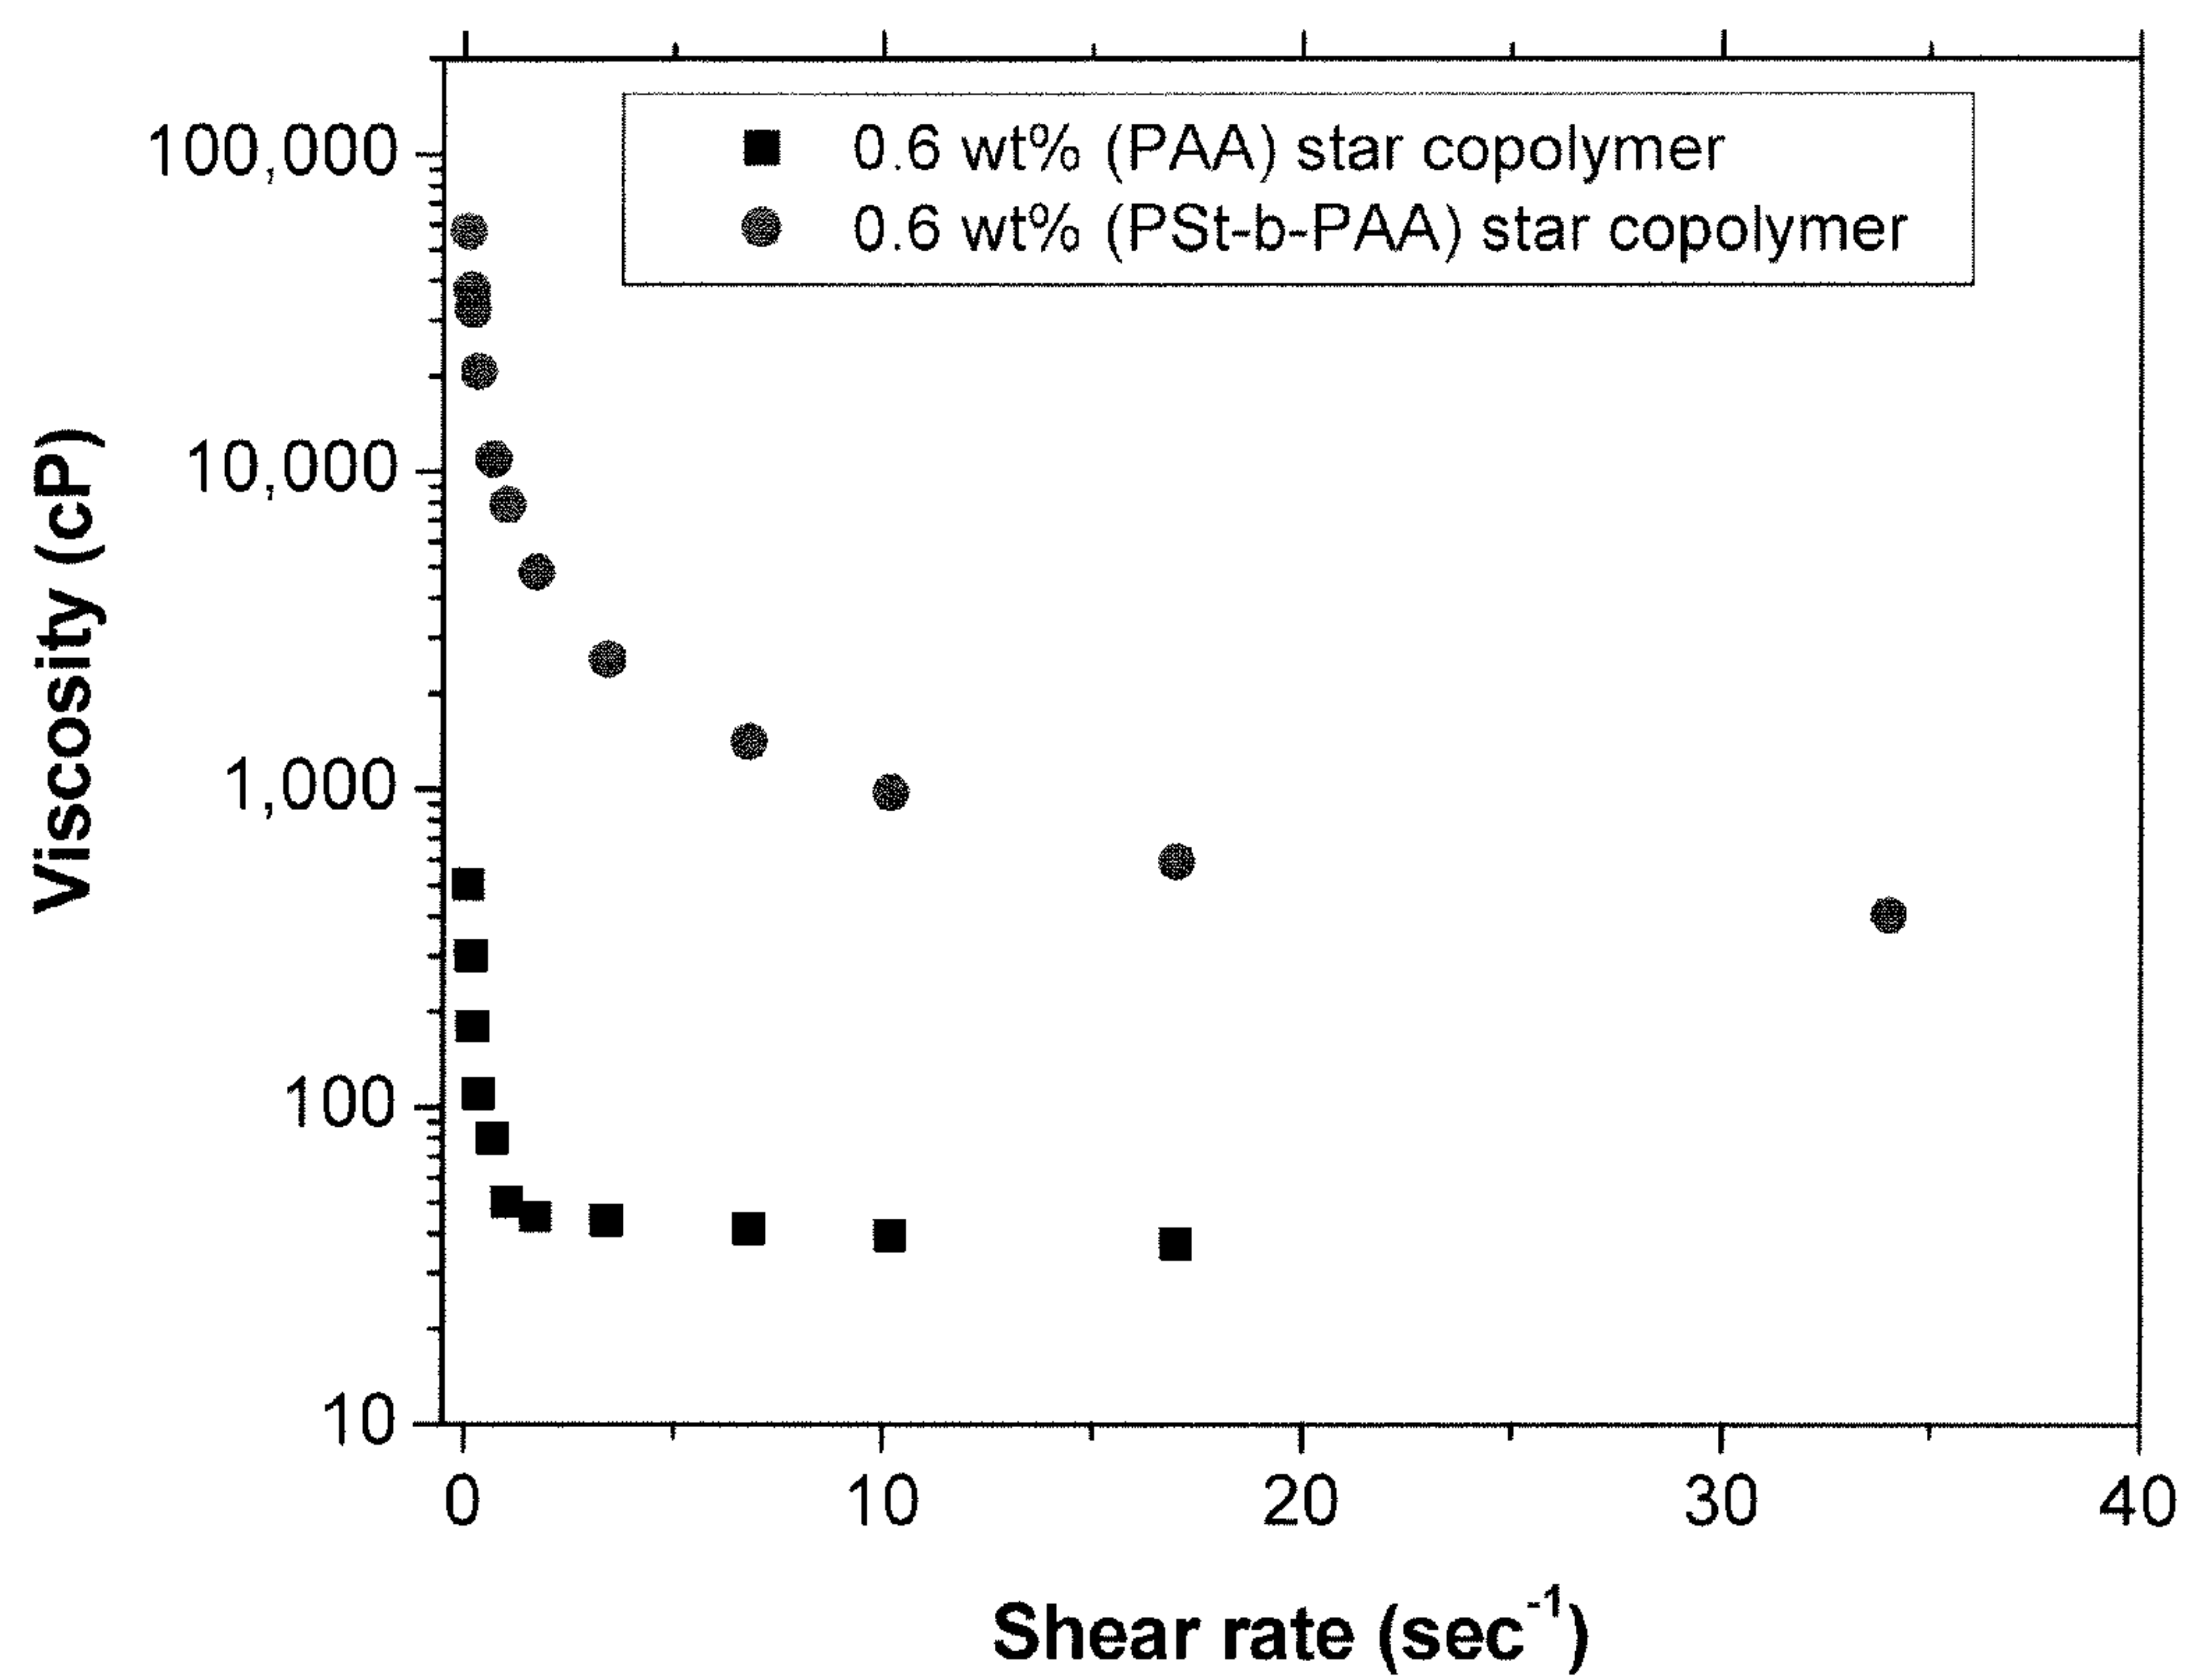 0.6 wt% (PAA) star copolymer
0.6 wt% (PSt-b-PAA) star copolymer
Viscosity (cP)
100,000
10,000
1,000
100
10
0 10 20 30 40
Shear rate (sec⁻¹)